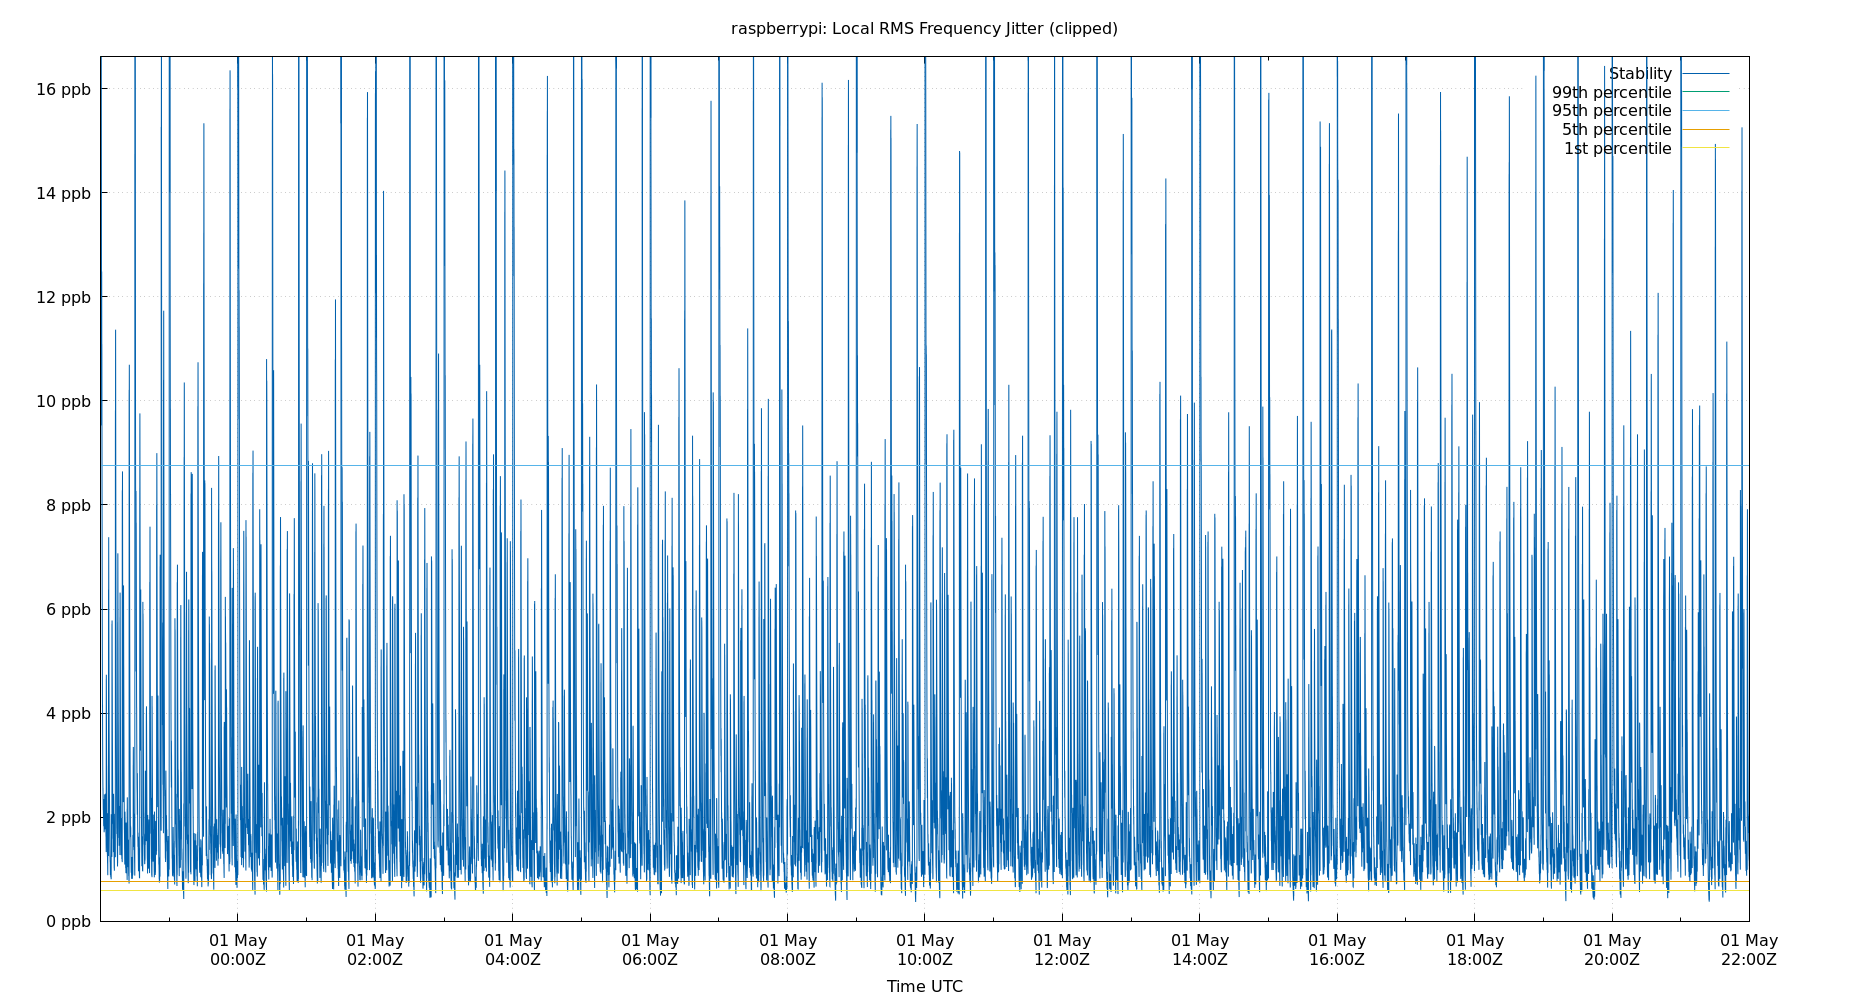 raspberrypi: Local RMS Frequency Jitter (clipped)
16 ppb
14 ppb
12 ppb
10 ppb
8 ppb
6 ppb
4 ppb
2 ppb
0 ppb
Stability
99th percentile
95th percentile
5th percentile
1st percentile
01 May 01 May 01 May 01 May 01 May 01 May 01 May 01 May 01 May 01 May 01 May 01 May
00:00Z 02:00Z 04:00Z 06:00Z 08:00Z 10:00Z 12:00Z 14:00Z 16:00Z 18:00Z 20:00Z 22:00Z
Time UTC